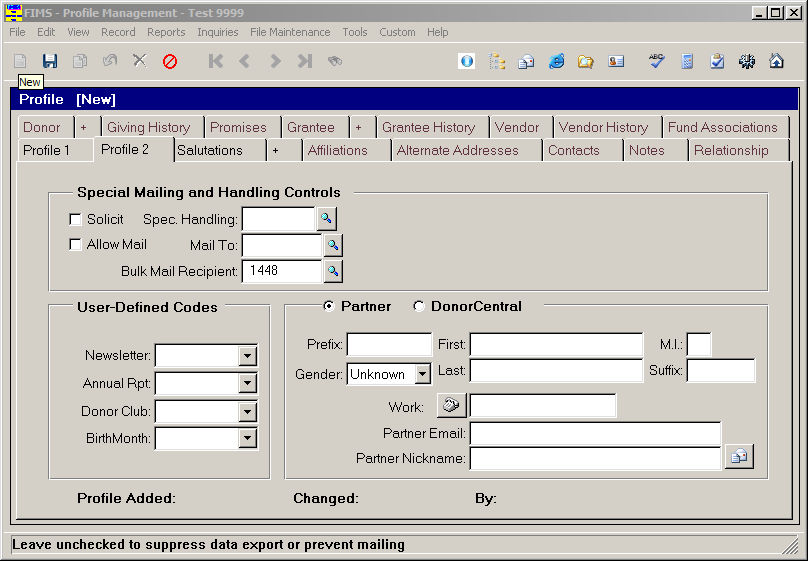 FIMS - Profile Management - Test 9999
File Edit View Record Reports Inquiries File Maintenance Tools Custom Help
ABC
New
Profile [New]
Donor + Giving History Promises Grantee + Grantee History Vendor Vendor History Fund Associations
Profile 1 Profile 2 Salutations + Affiliations Alternate Addresses Contacts Notes Relationship
Special Mailing and Handling Controls
Solicit Spec. Handling:
Allow Mail Mail To:
Bulk Mail Recipient: 1448
User-Defined Codes
Partner DonorCentral
Prefix: First: M.I.:
Newsletter:
Gender: Unknown Last: Suffix:
Annual Rpt:
Work:
Donor Club:
Partner Email:
BirthMonth:
Partner Nickname:
Profile Added: Changed: By:
Leave unchecked to suppress data export or prevent mailing